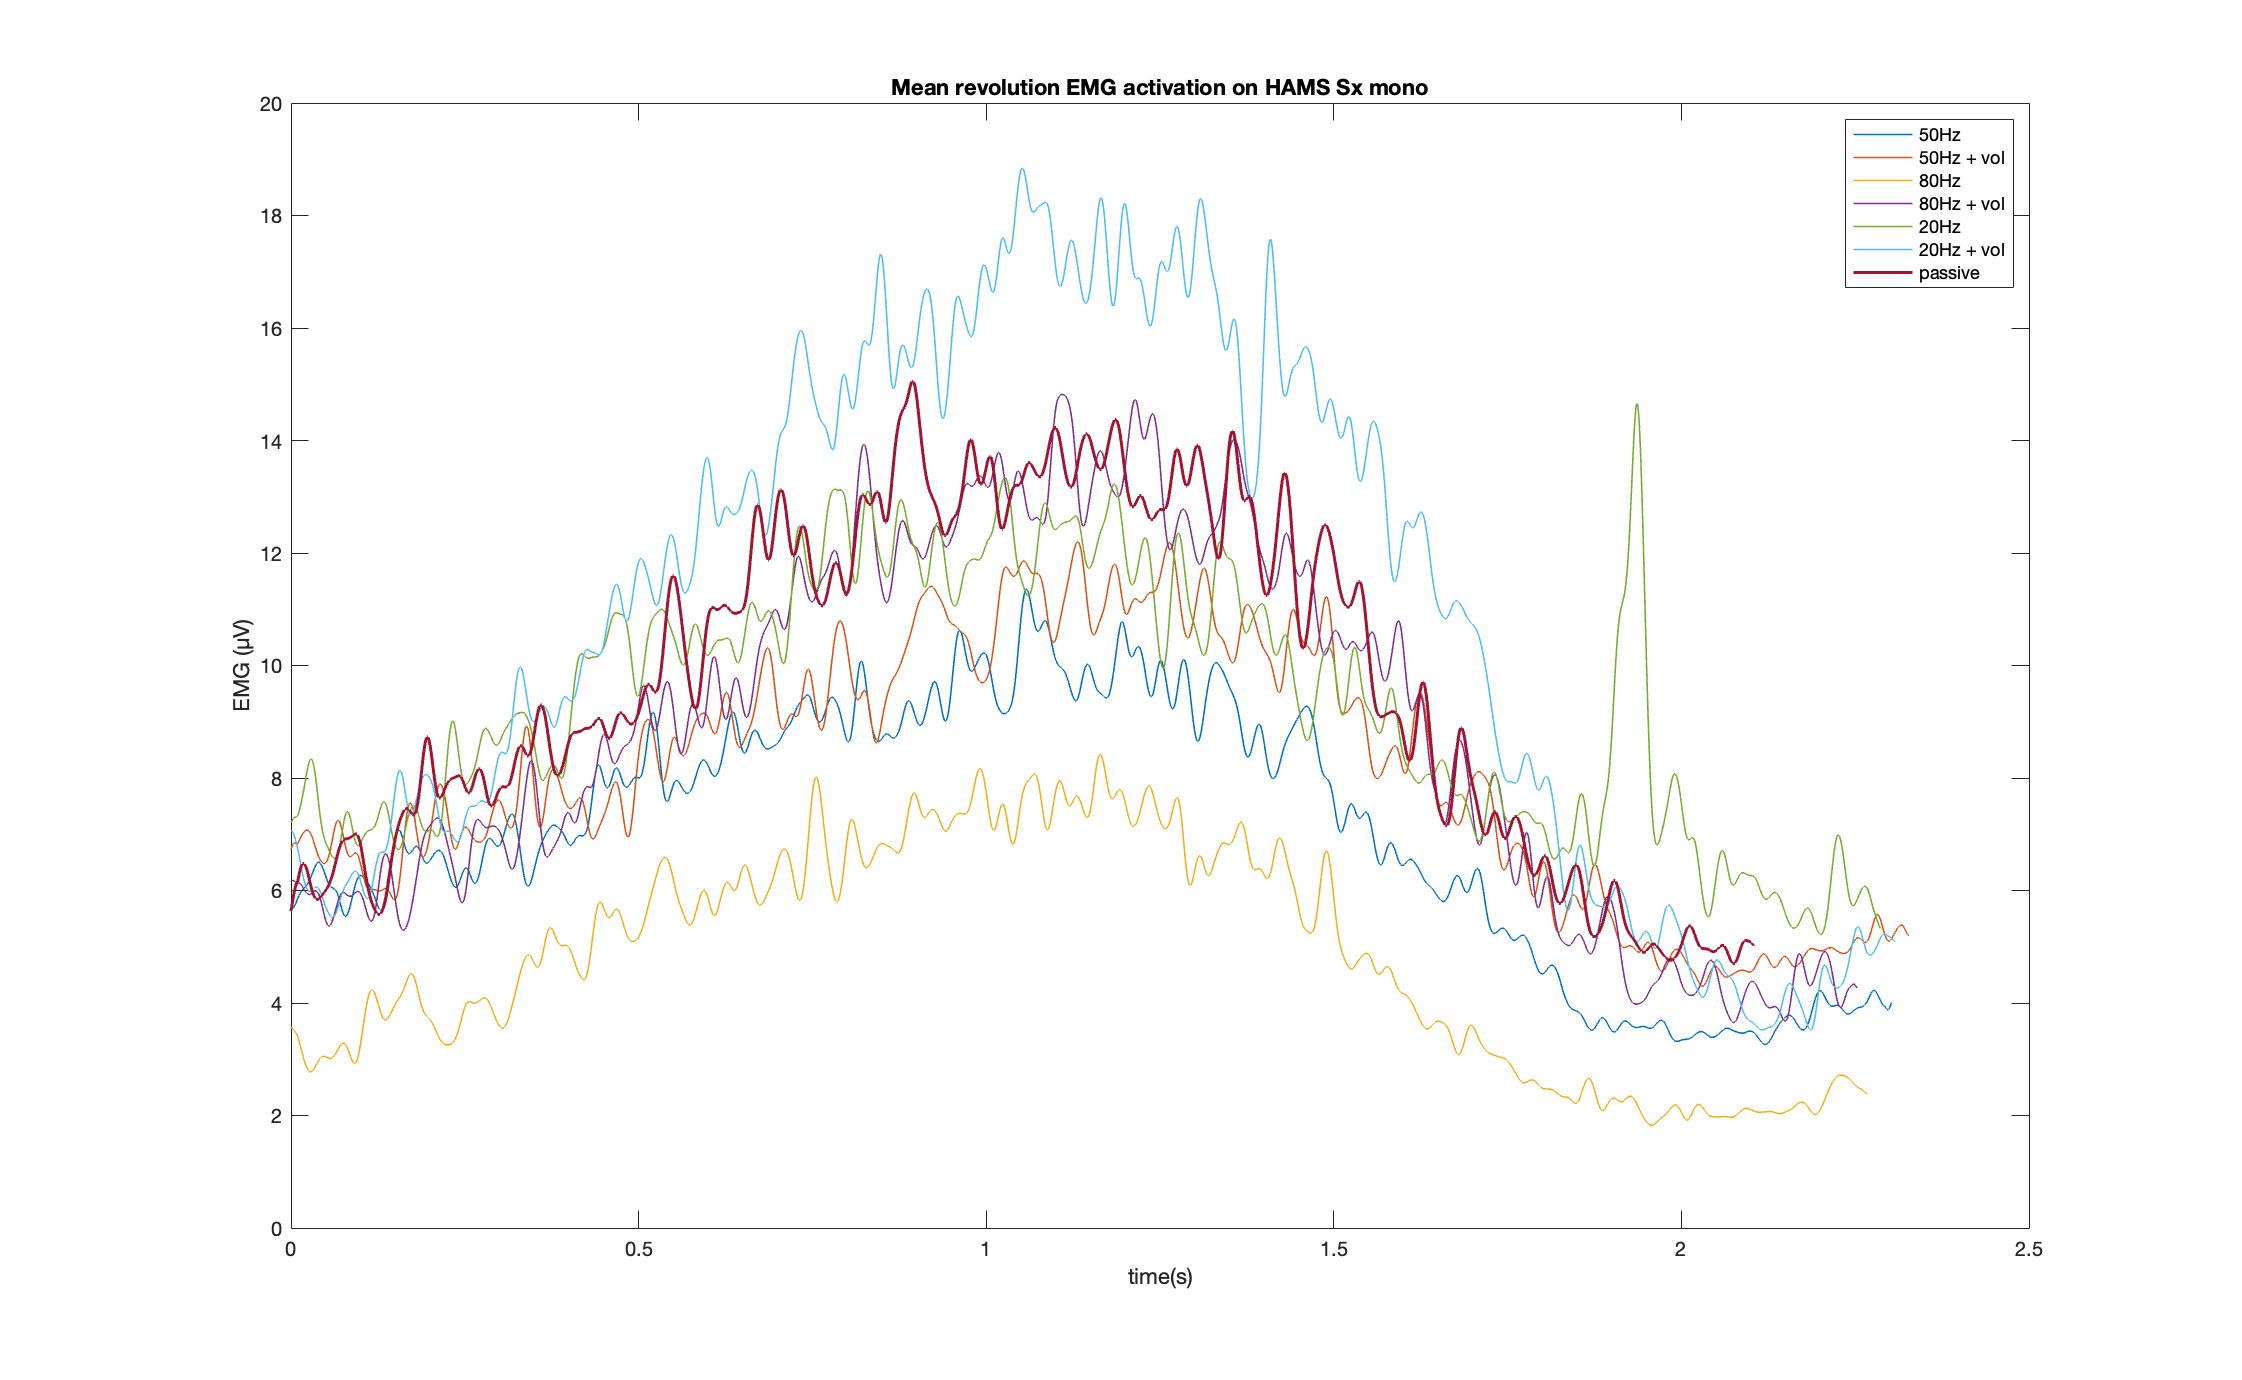 Mean revolution EMG activation on HAMS Sx mono
20
18
16
14
12
10
8
6
4
2
0
EMG (µV)
50Hz
50Hz + vol
80Hz
80Hz + vol
20Hz
20Hz + vol
passive
0
0.5
1
1.5
2
2.5
time(s)